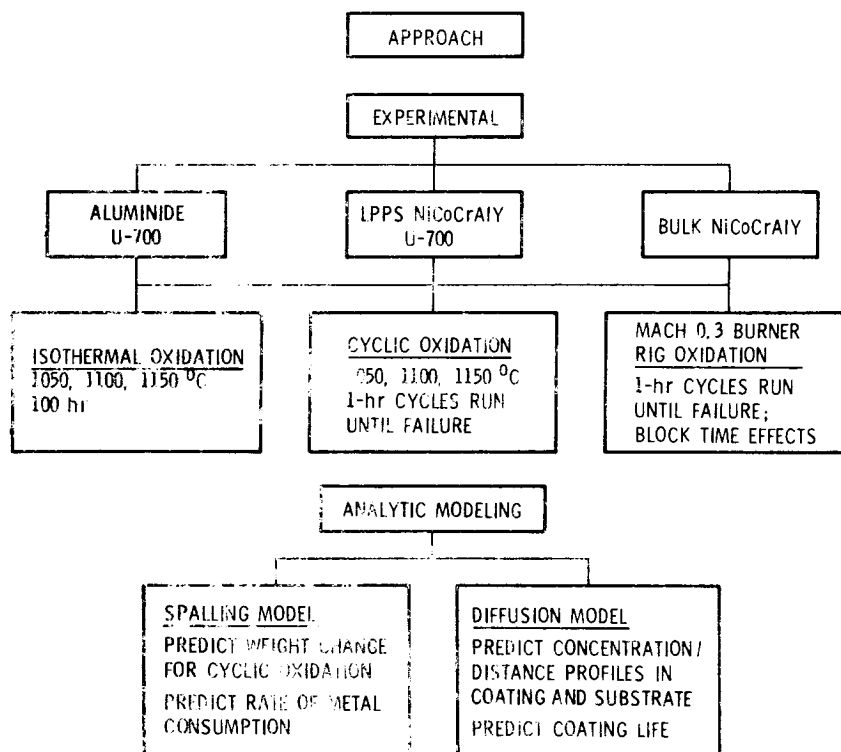 APPROACH
EXPERIMENTAL
ALUMINIDE
U-700
LPPS NiCoCrAlY
U-700
BULK NiCoCrAlY
ISOTHERMAL OXIDATION
1050, 1100, 1150 °C
100 hr
CYCLIC OXIDATION
050, 1100, 1150 °C
1-hr CYCLES RUN
UNTIL FAILURE
MACH 0.3 BURNER
RIG OXIDATION
1-hr CYCLES RUN
UNTIL FAILURE;
BLOCK TIME EFFECTS
ANALYTIC MODELING
SPALLING MODEL
PREDICT WEIGHT CHANGE
FOR CYCLIC OXIDATION
PREDICT RATE OF METAL
CONSUMPTION
DIFFUSION MODEL
PREDICT CONCENTRATION/
DISTANCE PROFILES IN
COATING AND SUBSTRATE
PREDICT COATING LIFE